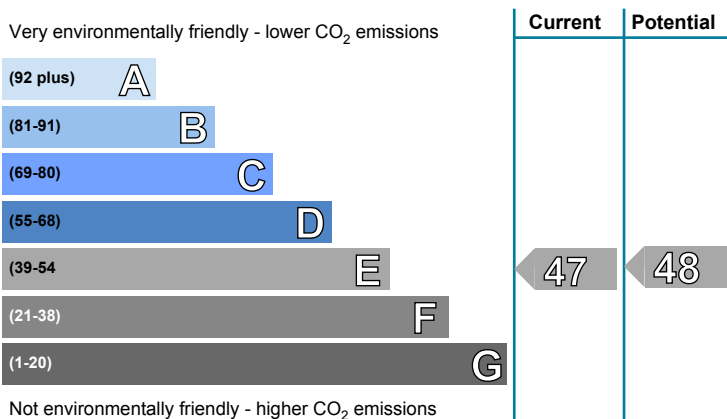 Current Potential
Very environmentally friendly - lower CO2 emissions
(92 plus) A
(81-91) B
(69-80) C
(55-68) D
(39-54 E 47 48
(21-38) F
(1-20) G
Not environmentally friendly - higher CO2 emissions